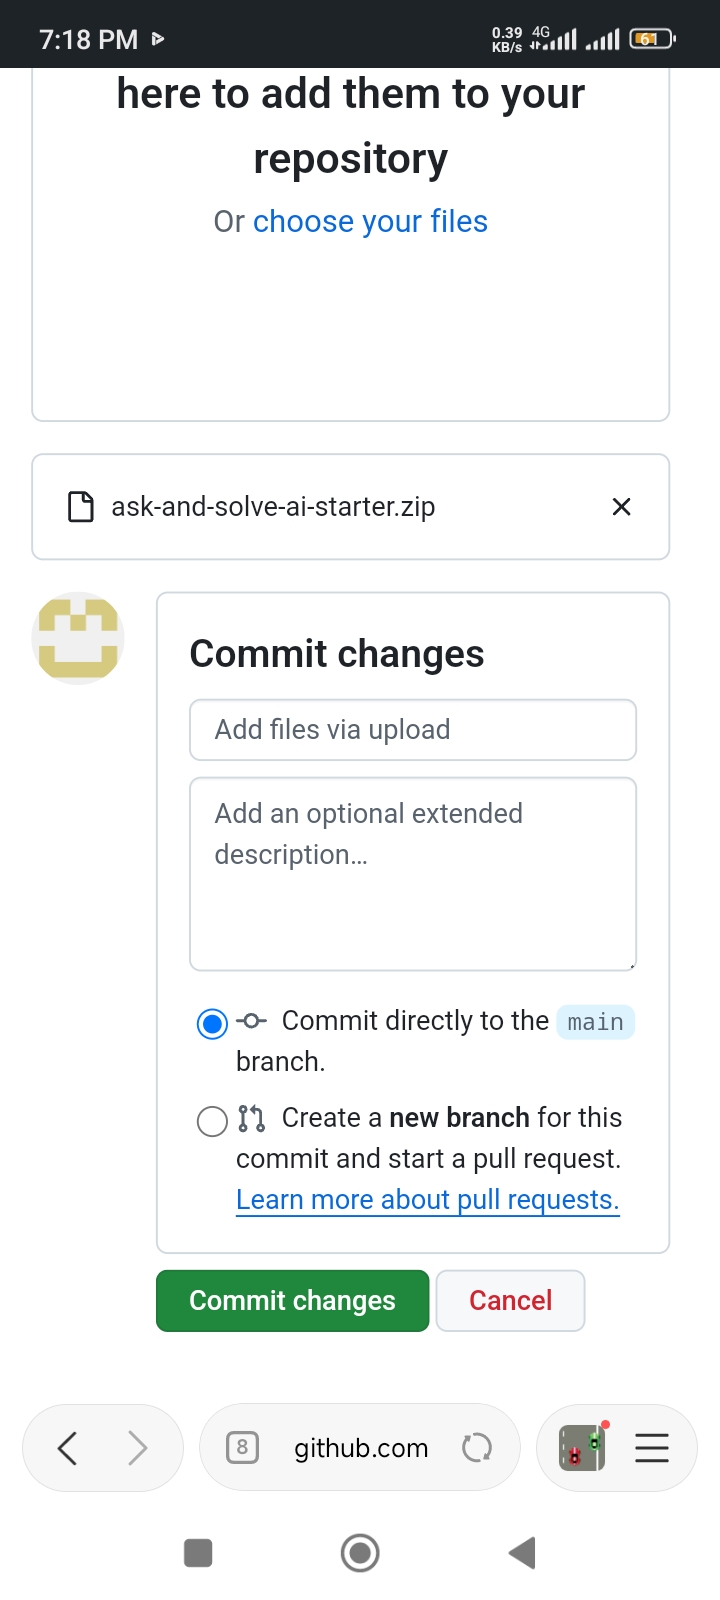 7:18 PM
0.39 KB/s 4G 61
here to add them to your
repository
Or choose your files
ask-and-solve-ai-starter.zip
Commit changes
Add files via upload
Add an optional extended
description...
Commit directly to the main
branch.
Create a new branch for this
commit and start a pull request.
Learn more about pull requests.
Commit changes Cancel
8 github.com